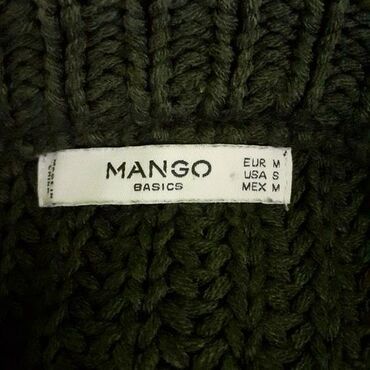 MANGO
BASICS
EUR M
USA S
MEX M